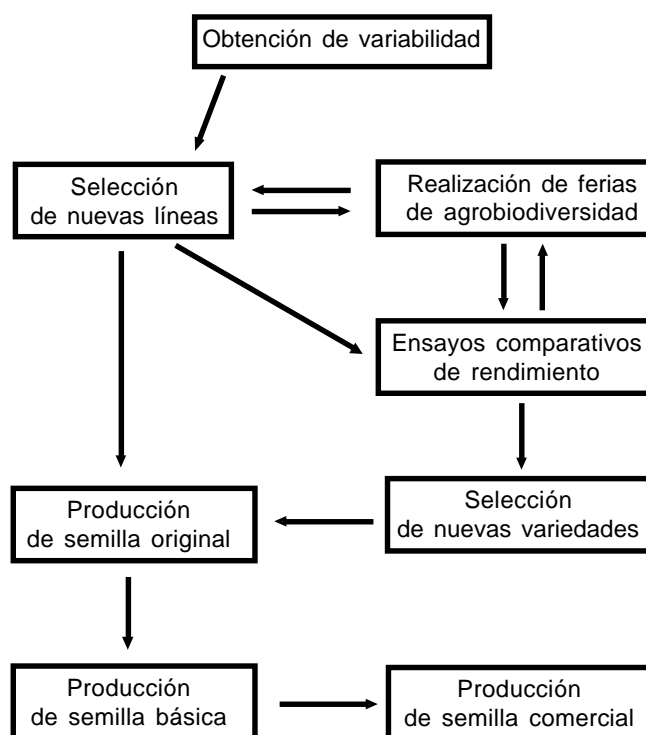 Obtención de variabilidad
Selección
de nuevas líneas
Realización de ferias
de agrobiodiversidad
Ensayos comparativos
de rendimiento
Selección
de nuevas variedades
Producción
de semilla original
Producción
de semilla básica
Producción
de semilla comercial